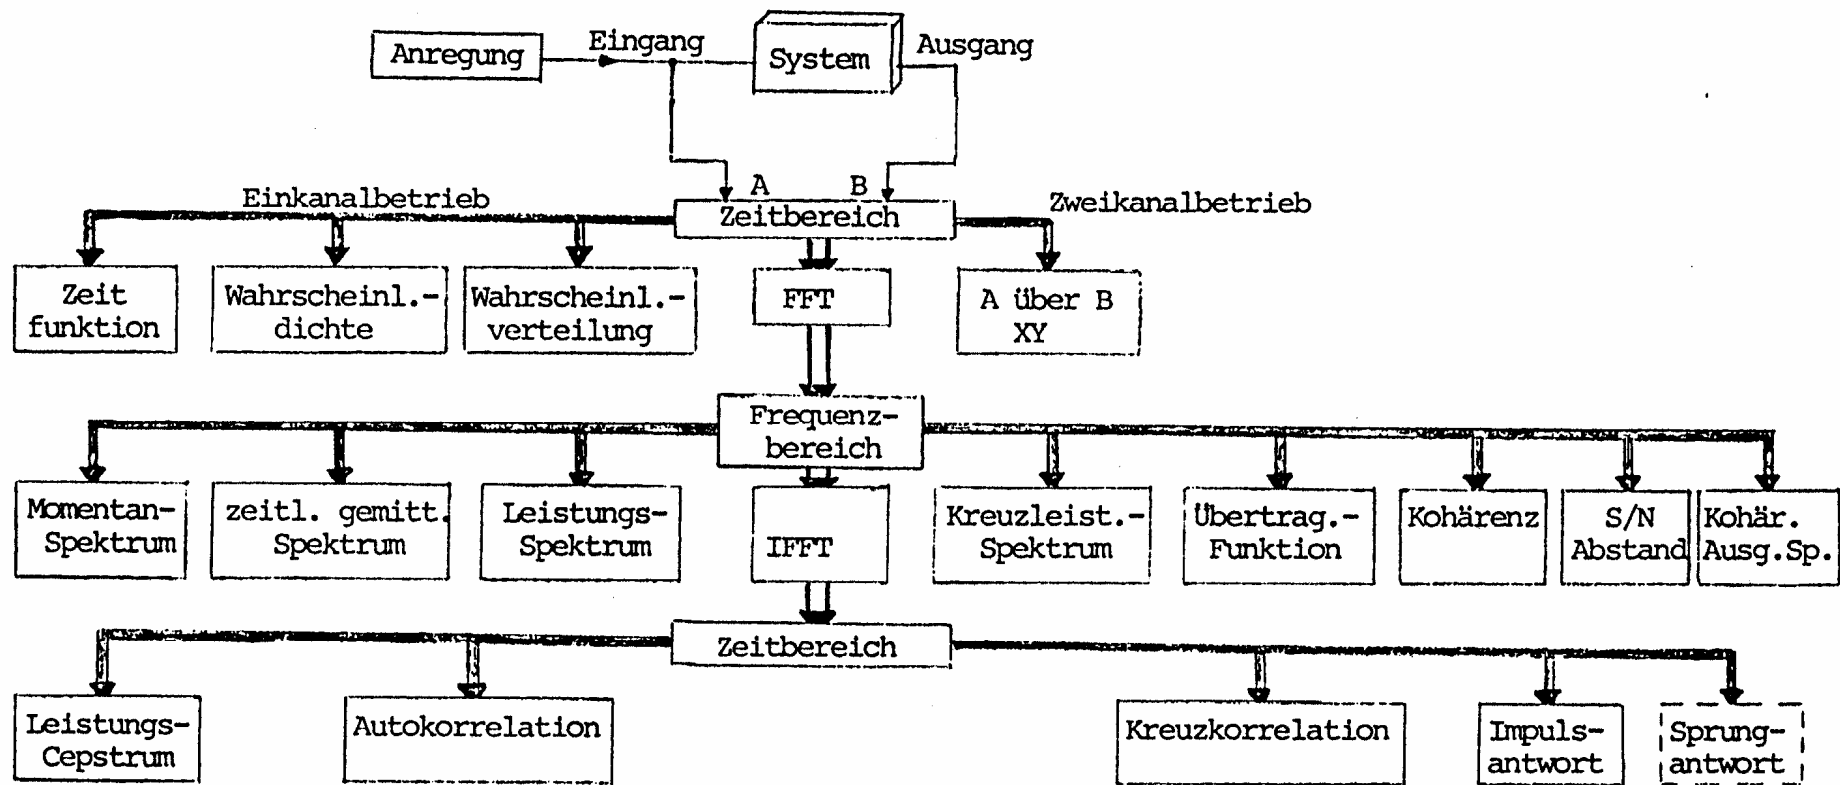 Anregung
Eingang
System
Ausgang
A
B
Einkanalbetrieb
Zeitbereich
Zweikanalbetrieb
Zeit
funktion
Wahrscheinl.-
dichte
Wahrscheinl.-
verteilung
FFT
A über B
XY
Frequenz-
bereich
Momentan-
Spektrum
zeitl. gemitt.
Spektrum
Leistungs-
Spektrum
IFFT
Kreuzleist.-
Spektrum
Übertrag.-
Funktion
Kohärenz
S/N
Abstand
Kohär.
Ausg.Sp.
Zeitbereich
Leistungs-
Cepstrum
Autokorrelation
Kreuzkorrelation
Impuls-
antwort
Sprung-
antwort